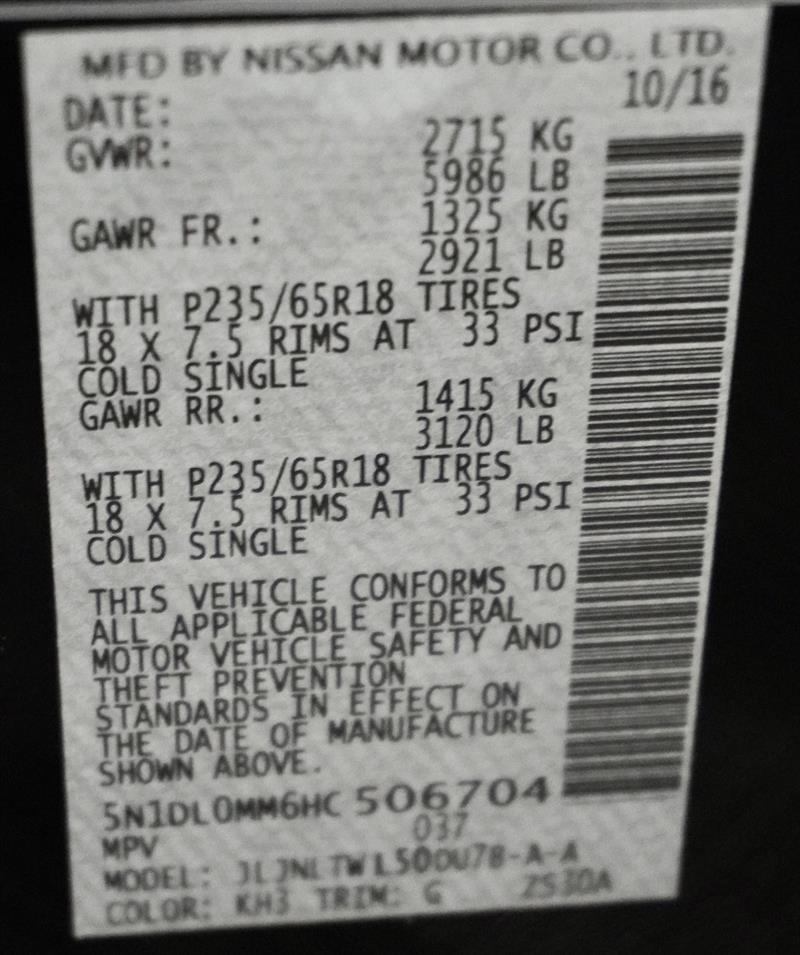 MFD BY NISSAN MOTOR CO., LTD.
DATE: 10/16
GVWR: 2715 KG
5986 LB
GAWR FR.: 1325 KG
2921 LB
WITH P235/65R18 TIRES
18 X 7.5 RIMS AT 33 PSI
COLD SINGLE
GAWR RR.: 1415 KG
3120 LB
WITH P235/65R18 TIRES
18 X 7.5 RIMS AT 33 PSI
COLD SINGLE
THIS VEHICLE CONFORMS TO
ALL APPLICABLE FEDERAL
MOTOR VEHICLE SAFETY AND
THEFT PREVENTION
STANDARDS IN EFFECT ON
THE DATE OF MANUFACTURE
SHOWN ABOVE.
5N1DL0MM6HC506704
MPV 037
MODEL:
COLOR: KH3 TRIM: G